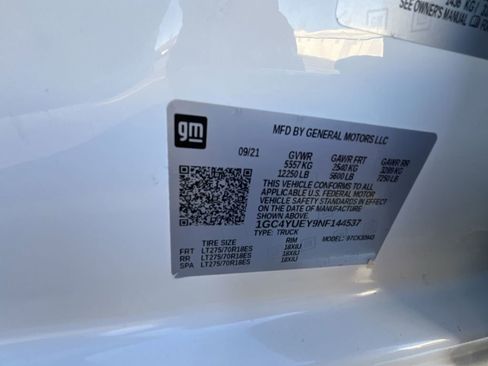 1436 KG
SEE OWNER'S MANUAL
gm
MFD BY GENERAL MOTORS LLC
09/21 GVWR GAWR FRT GAWR RR
5557 KG 2540 KG 3289 KG
12250 LB 5600 LB 7250 LB
THIS VEHICLE CONFORMS TO ALL
APPLICABLE U.S. FEDERAL MOTOR
VEHICLE SAFETY STANDARDS IN EFFECT
ON THE DATE OF MANUFACTURE
1GC4YUEY9NF144537
TYPE: TRUCK MODEL:
TIRE SIZE RIM
FRT LT275/70R18ES 18X8J
RR LT275/70R18ES 18X8J
SPA LT275/70R18ES 18X8J